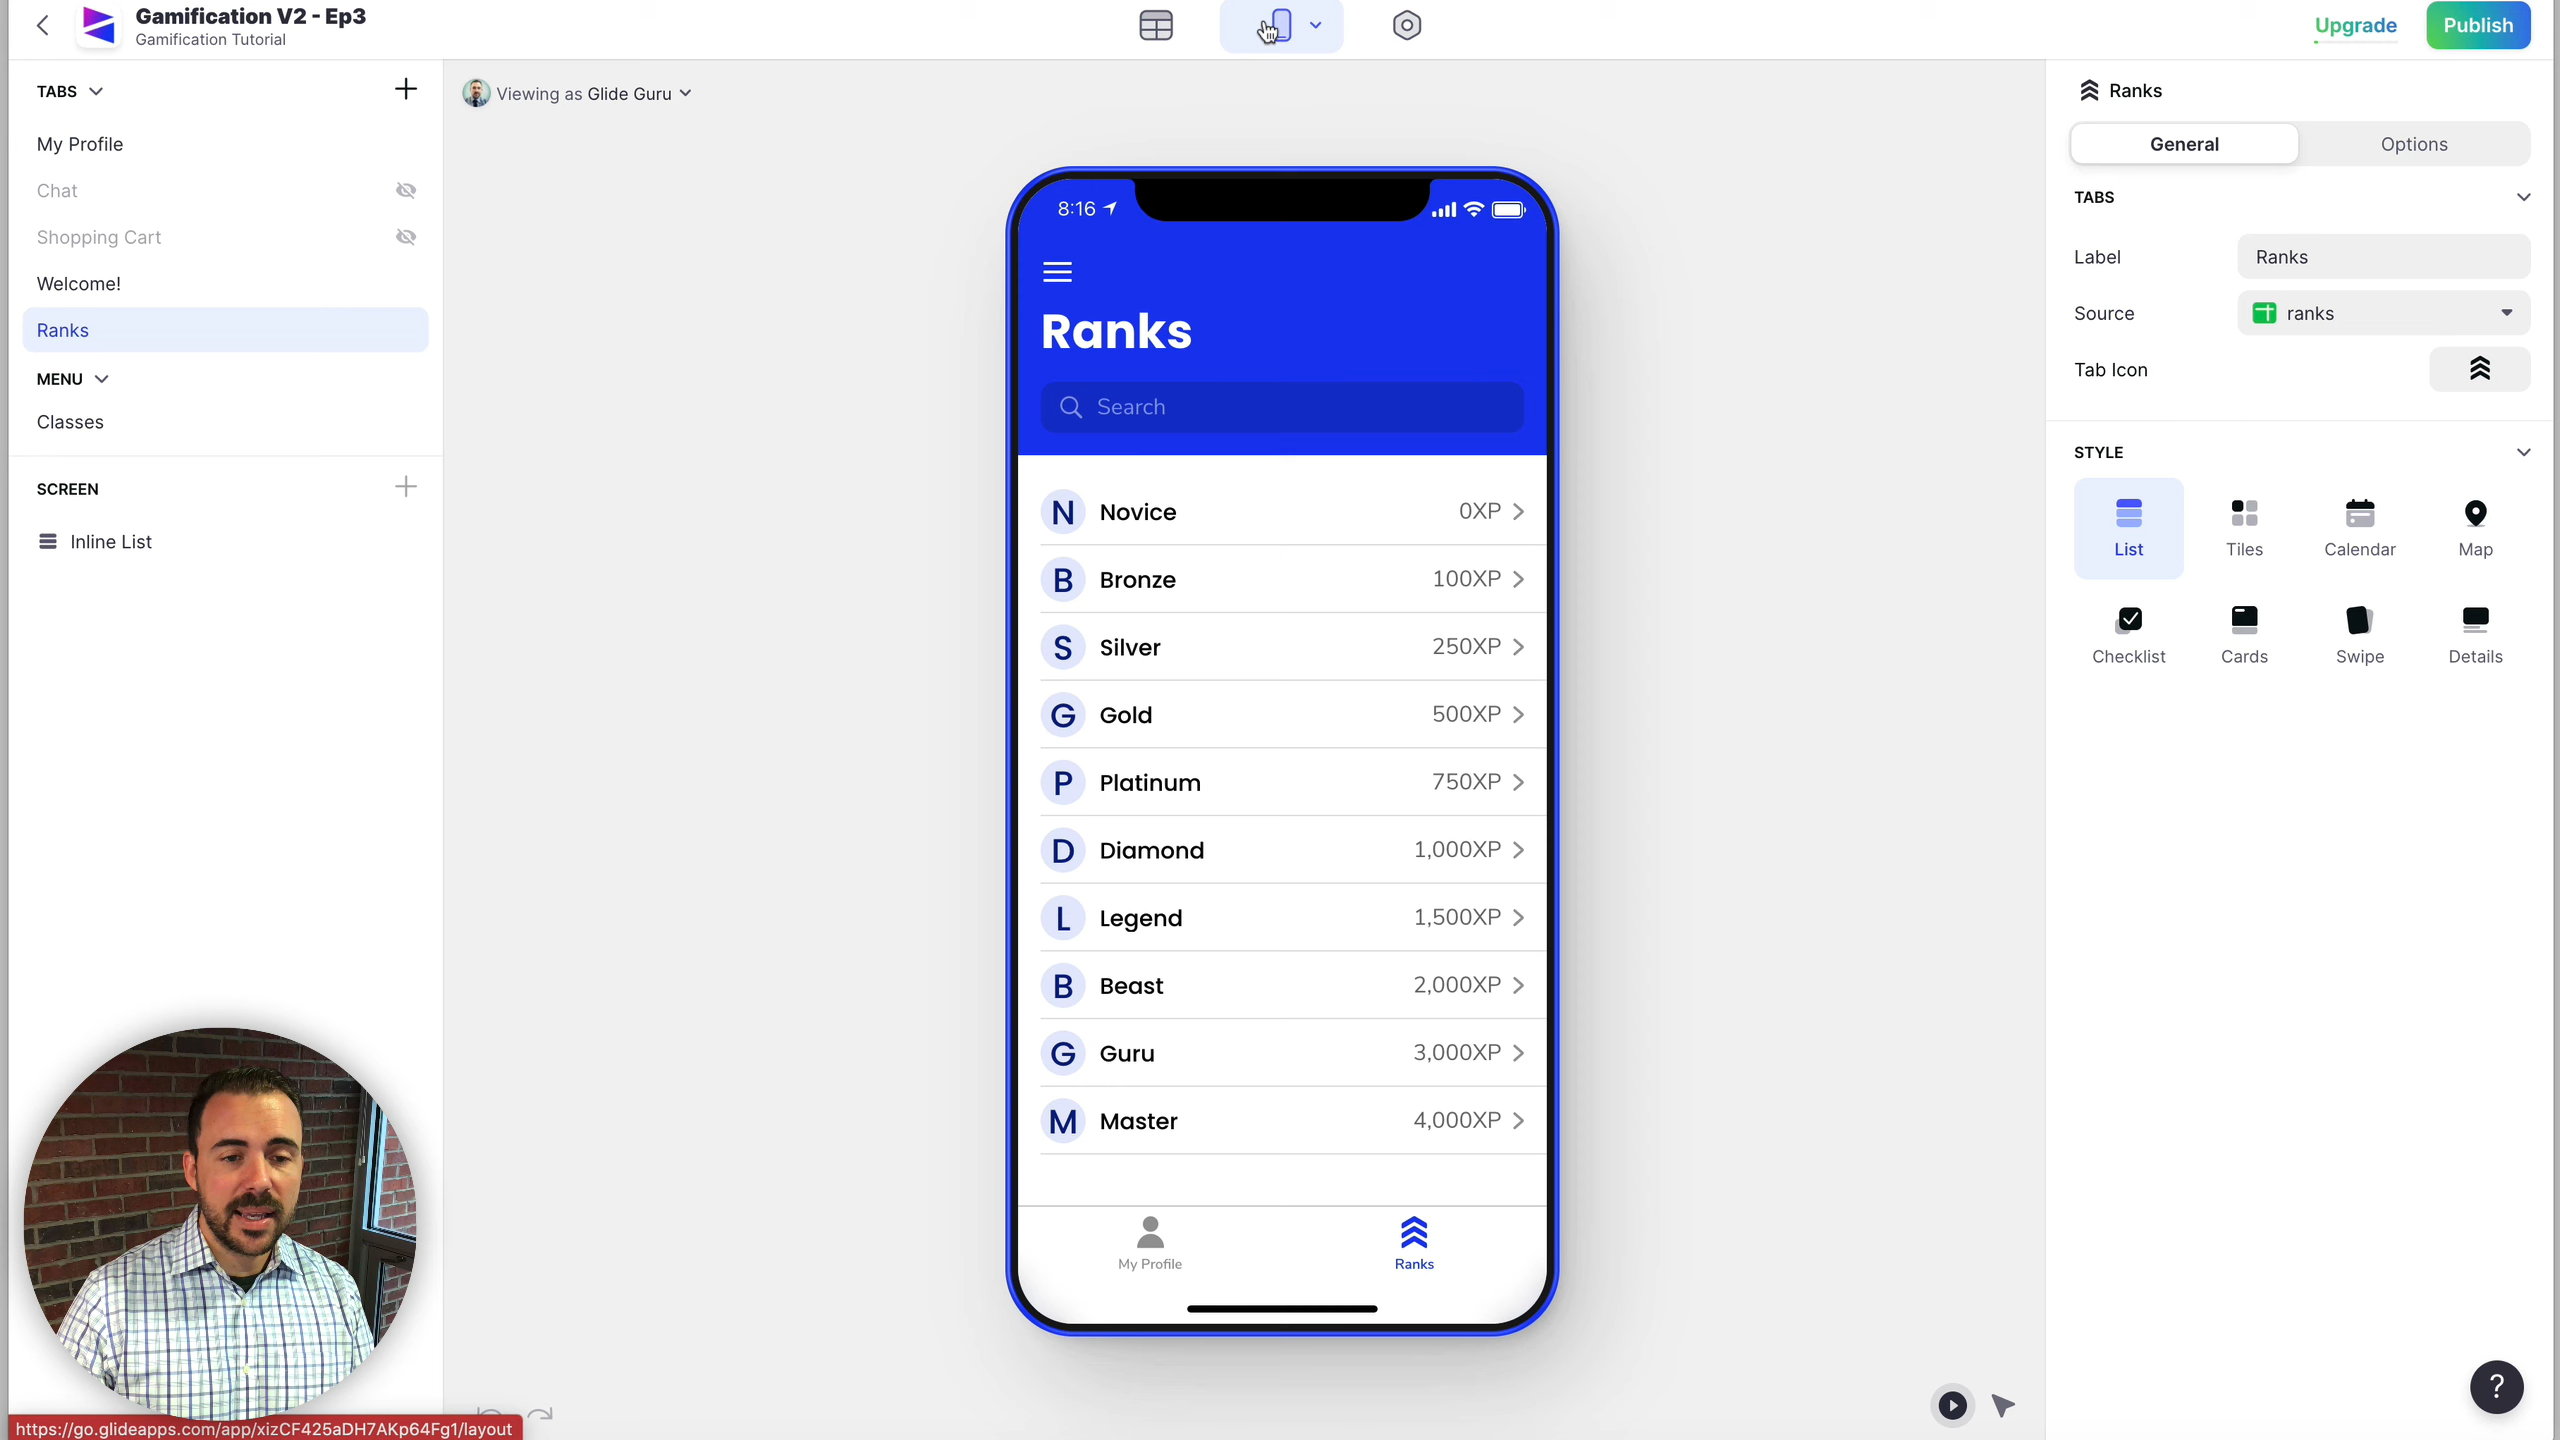 Gamification V2 - Ep3
Gamification Tutorial
Upgrade
Publish
TABS
My Profile
Chat
Shopping Cart
Welcome!
Ranks
MENU
Classes
SCREEN
Inline List
Viewing as Glide Guru
8:16
Ranks
Search
N Novice 0XP
B Bronze 100XP
S Silver 250XP
G Gold 500XP
P Platinum 750XP
D Diamond 1,000XP
L Legend 1,500XP
B Beast 2,000XP
G Guru 3,000XP
M Master 4,000XP
My Profile
Ranks
Ranks
General Options
TABS
Label Ranks
Source ranks
Tab Icon
STYLE
List Tiles Calendar Map
Checklist Cards Swipe Details
?
https://go.glideapps.com/app/xizCF425aDH7AKp64Fg1/layout